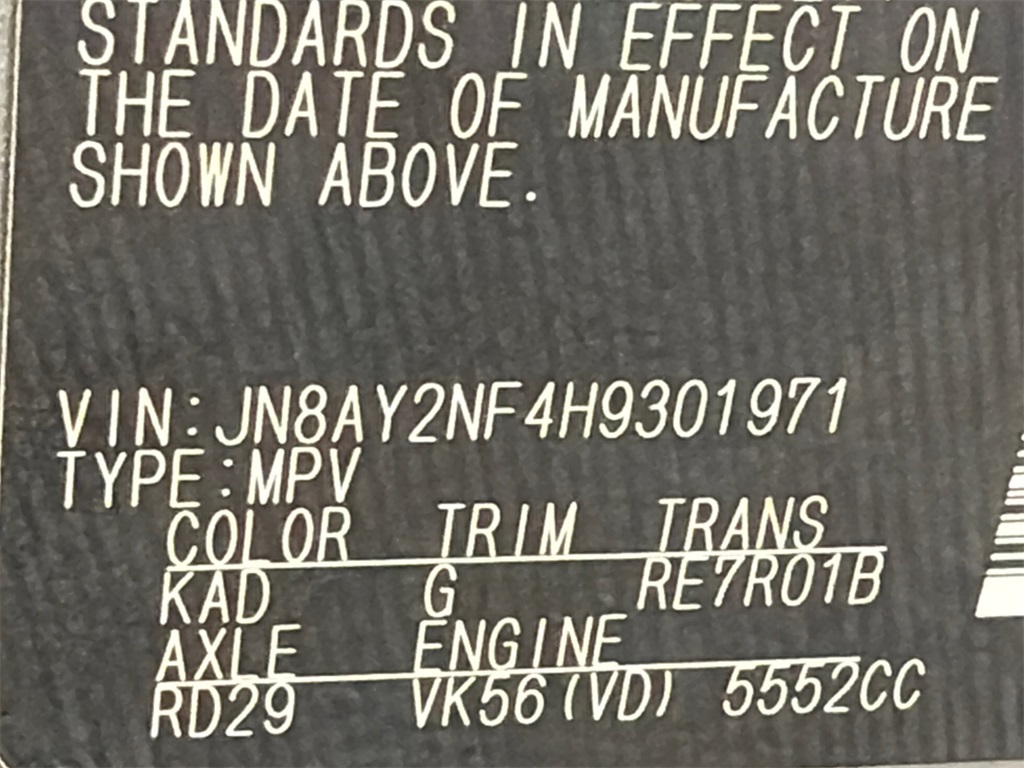 STANDARDS IN EFFECT ON
THE DATE OF MANUFACTURE
SHOWN ABOVE.
VIN:JN8AY2NF4H9301971
TYPE:MPV
COLOR TRIM TRANS
KAD G RE7R01B
AXLE ENGINE
RD29 VK56(VD) 5552CC